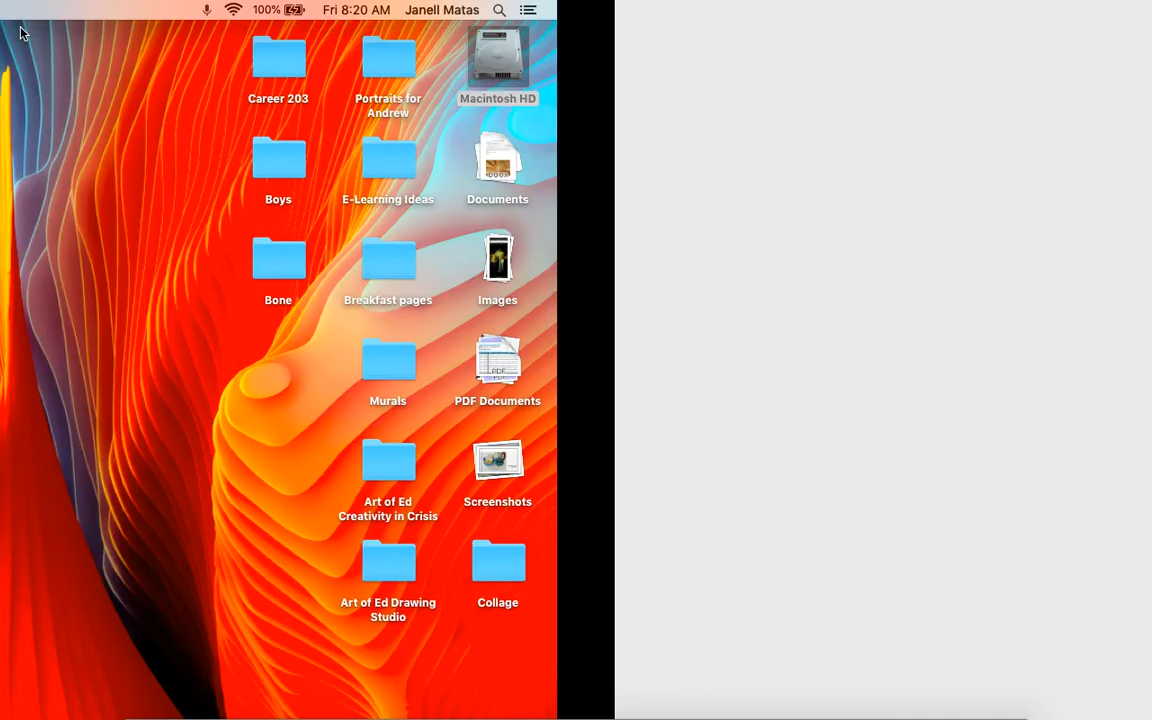 100% Fri 8:20 AM Janell Matas
Career 203
Portraits for
Andrew
Macintosh HD
Boys
E-Learning Ideas
DOCX
Documents
Bone
Breakfast pages
Images
Murals
PDF
PDF Documents
Art of Ed
Creativity in Crisis
Screenshots
Art of Ed Drawing
Studio
Collage